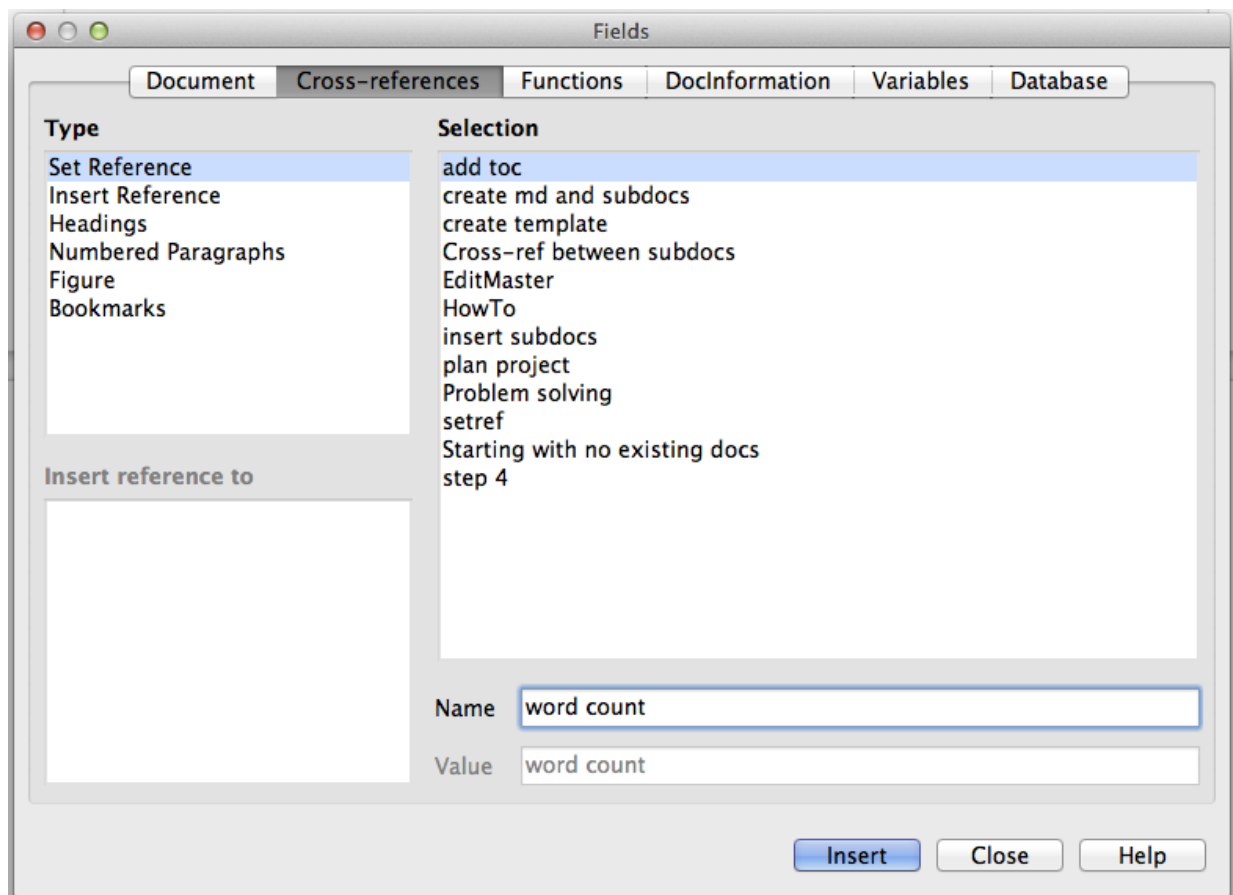 Fields
Document Cross-references Functions DocInformation Variables Database
Type
Set Reference
Insert Reference
Headings
Numbered Paragraphs
Figure
Bookmarks
Insert reference to
Selection
add toc
create md and subdocs
create template
Cross-ref between subdocs
EditMaster
HowTo
insert subdocs
plan project
Problem solving
setref
Starting with no existing docs
step 4
Name word count
Value word count
Insert Close Help